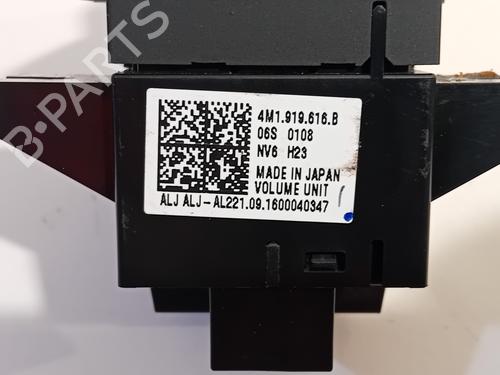 B-PARTS
4M1.919.616.B
06S 0108
NV6 H23
MADE IN JAPAN
VOLUME UNIT
ALJ ALJ-AL221.09.1600040347